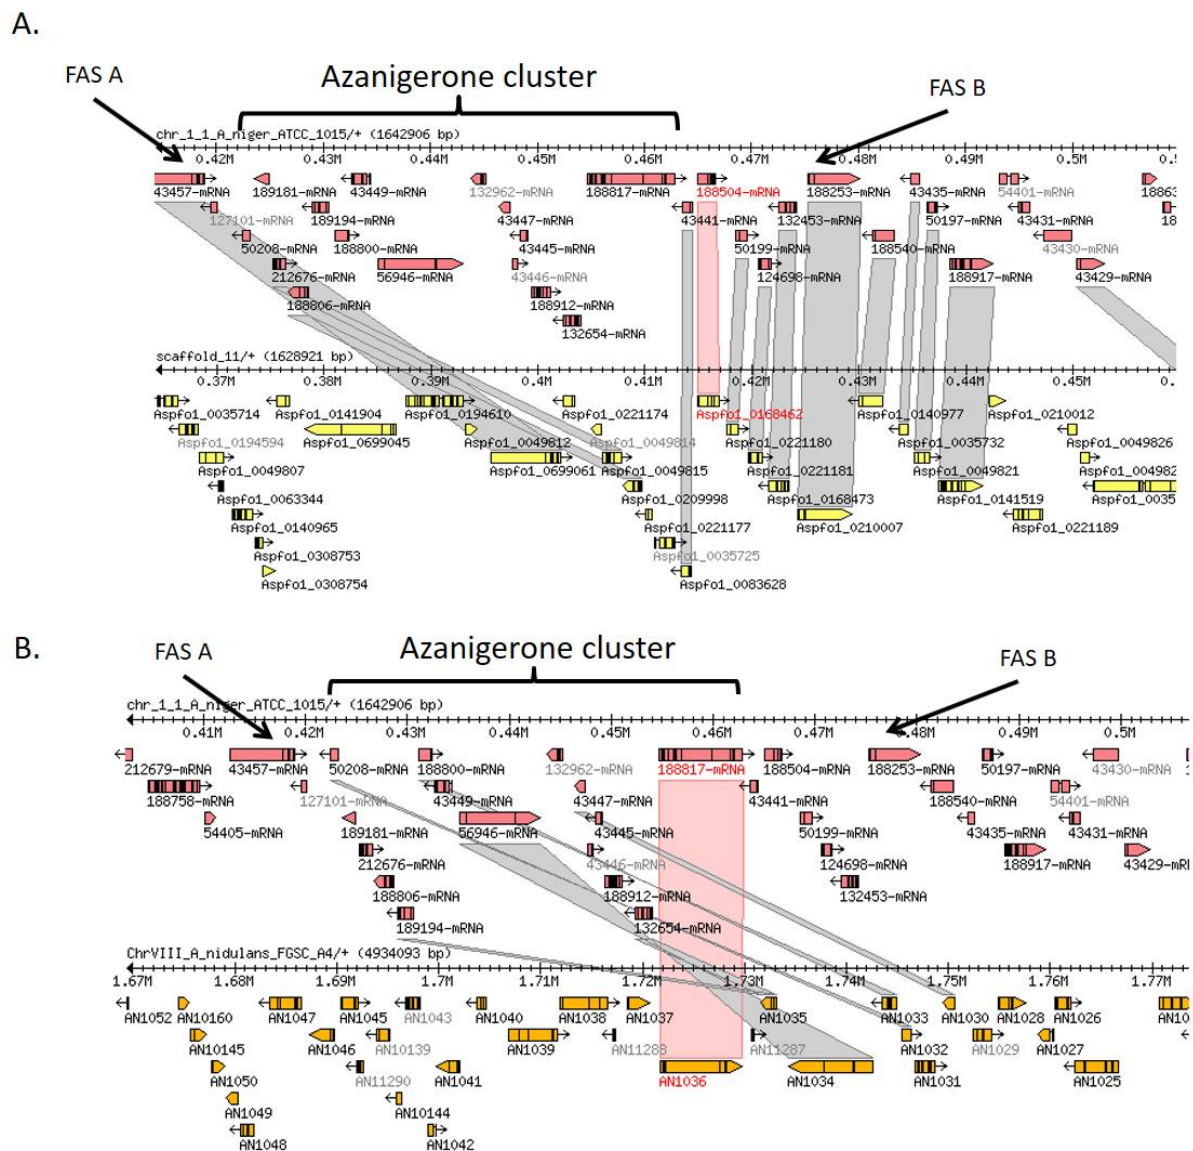 A.
FAS A
Azanigerone cluster
FAS B
chr_1_1_A_niger_ATCC_1015/+ (1642906 bp)
0.42M 0.43M 0.44M 0.45M 0.46M 0.47M 0.48M 0.49M 0.5M
43457-mRNA 189181-mRNA 43449-mRNA 132962-mRNA 188817-mRNA 188504-mRNA 188253-mRNA 43435-mRNA 54401-mRNA
127101-mRNA 189194-mRNA 43447-mRNA 43441-mRNA 132453-mRNA 50197-mRNA 43431-mRNA
50208-mRNA 188800-mRNA 43445-mRNA 50199-mRNA 188540-mRNA 43430-mRNA
212676-mRNA 56946-mRNA 43446-mRNA 124698-mRNA 188917-mRNA 43429-mRNA
188806-mRNA 188912-mRNA
132654-mRNA
scaffold_11/+ (1628921 bp)
0.37M 0.38M 0.39M 0.4M 0.41M 0.42M 0.43M 0.44M 0.45M
Aspfo1_0035714 Aspfo1_0141904 Aspfo1_0194610 Aspfo1_0221174 Aspfo1_0168462 Aspfo1_0140977 Aspfo1_0210012
Aspfo1_0194594 Aspfo1_0699045 Aspfo1_0049812 Aspfo1_0049814 Aspfo1_0221180 Aspfo1_0035732 Aspfo1_0049826
Aspfo1_0049807 Aspfo1_0699061 Aspfo1_0049815 Aspfo1_0221181 Aspfo1_0049821
Aspfo1_0063344 Aspfo1_0209998 Aspfo1_0168473 Aspfo1_0141519
Aspfo1_0140965 Aspfo1_0221177 Aspfo1_0210007 Aspfo1_0221189
Aspfo1_0308753 Aspfo1_0035725
Aspfo1_0308754 Aspfo1_0083628
B.
FAS A
Azanigerone cluster
FAS B
chr_1_1_A_niger_ATCC_1015/+ (1642906 bp)
0.41M 0.42M 0.43M 0.44M 0.45M 0.46M 0.47M 0.48M 0.49M 0.5M
212679-mRNA 43457-mRNA 50208-mRNA 188800-mRNA 132962-mRNA 188817-mRNA 188504-mRNA 188253-mRNA 50197-mRNA 43430-mRNA
188758-mRNA 127101-mRNA 43449-mRNA 43447-mRNA 43441-mRNA 188540-mRNA 54401-mRNA
54405-mRNA 189181-mRNA 56946-mRNA 43445-mRNA 50199-mRNA 43435-mRNA 43431-mRNA
212676-mRNA 43446-mRNA 124698-mRNA 188917-mRNA 43429-mR
188806-mRNA 188912-mRNA 132453-mRNA
189194-mRNA 132654-mRNA
ChrVIII_A_nidulans_FGSC_A4/+ (4934093 bp)
1.67M 1.68M 1.69M 1.7M 1.71M 1.72M 1.73M 1.74M 1.75M 1.76M 1.77M
AN1052 AN10160 AN1047 AN1045 AN1043 AN1040 AN1038 AN1037 AN1035 AN1033 AN1030 AN1028 AN1026 AN10
AN10145 AN1046 AN10139 AN1039 AN11288 AN11287 AN1032 AN1029 AN1027
AN1050 AN11290 AN1041 AN1036 AN1034 AN1031 AN1025
AN1049 AN10144
AN1048 AN1042